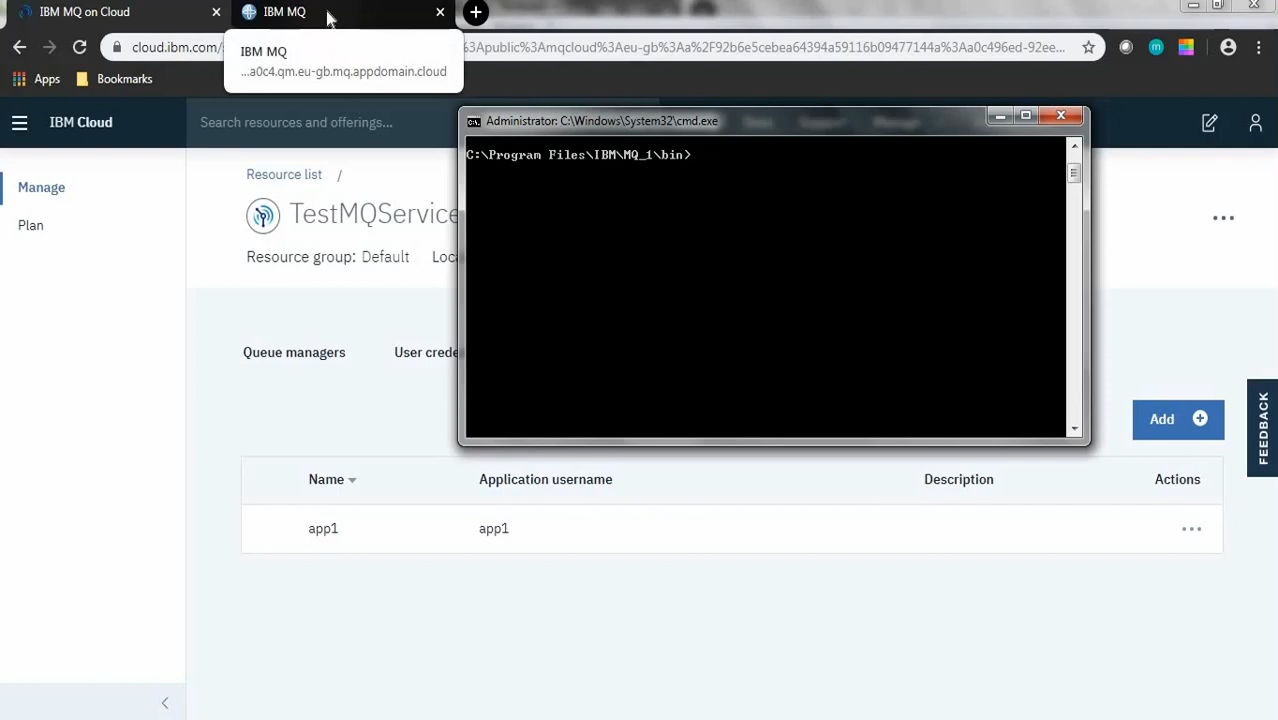 IBM MQ on Cloud
IBM MQ
cloud.ibm.com/
3Apublic%3Amqcloud%3Aeu-gb%3Aa%2F92b6e5cebea64394a59116b09477144a%3Aa0c496ed-92ee...
IBM MQ
...a0c4.qm.eu-gb.mq.appdomain.cloud
Apps
Bookmarks
IBM Cloud
Search resources and offerings...
Administrator: C:\Windows\System32\cmd.exe
C:\Program Files\IBM\MQ_1\bin>
Manage
Plan
Resource list /
TestMQService
Resource group: Default
Loca
Queue managers
User crede
Add
FEEDBACK
Name
Application username
Description
Actions
app1
app1